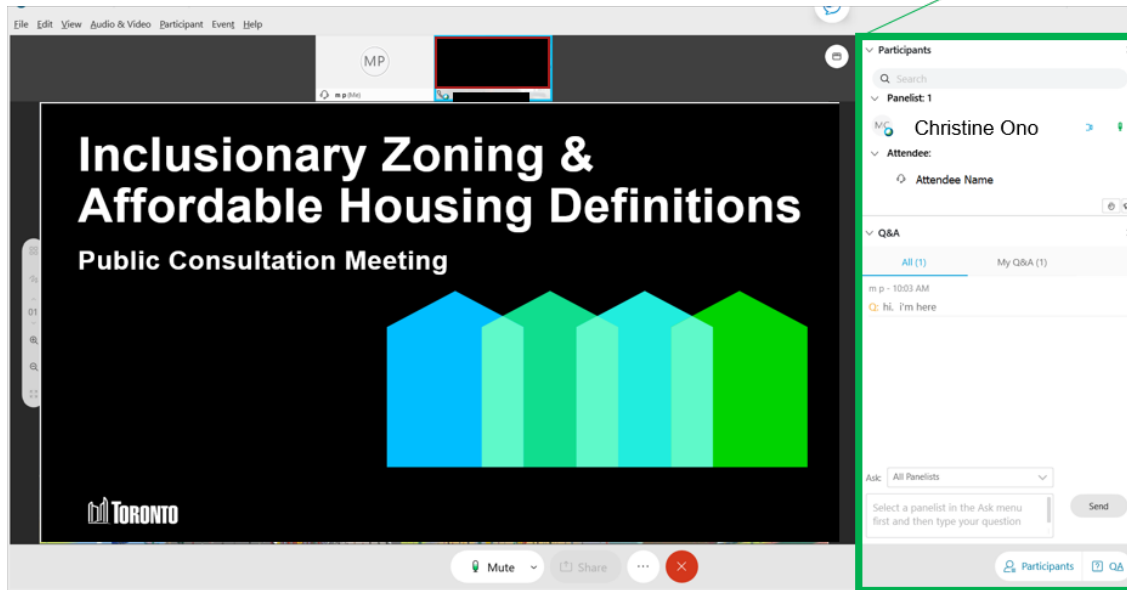 File Edit View Audio & Video Participant Event Help
MP
m p (Me)
Inclusionary Zoning &
Affordable Housing Definitions
Public Consultation Meeting
TORONTO
01
Mute
Share
Participants
Search
Panelist: 1
Christine Ono
Attendee:
Attendee Name
Q&A
All (1) My Q&A (1)
m p - 10:03 AM
Q: hi. i'm here
Ask: All Panelists
Select a panelist in the Ask menu
first and then type your question
Send
Participants QA